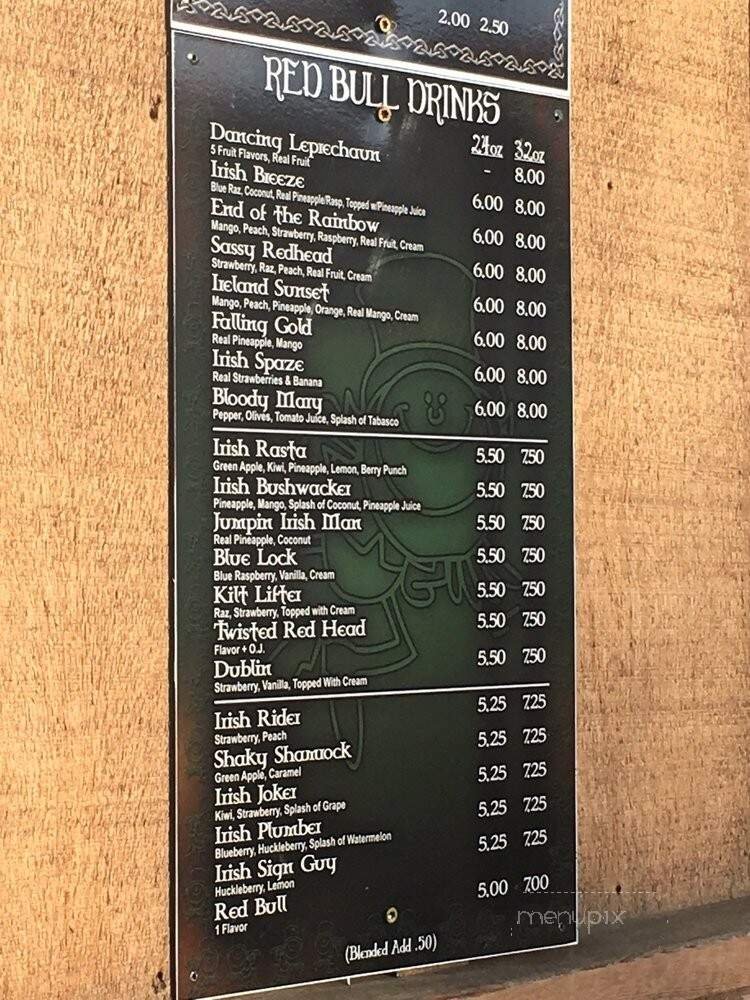 2.00 2.50
RED BULL DRINKS
24oz 32oz
Dancing Leprechaun - 8.00
5 Fruit Flavors, Real Fruit
Irish Breeze 6.00 8.00
Blue Raz, Coconut, Real Pineapple/Rasp, Topped w/Pineapple Juice
End of the Rainbow 6.00 8.00
Mango, Peach, Strawberry, Raspberry, Real Fruit, Cream
Sassy Redhead 6.00 8.00
Strawberry, Raz, Peach, Real Fruit, Cream
Ireland Sunset 6.00 8.00
Mango, Peach, Pineapple, Orange, Real Mango, Cream
Falling Gold 6.00 8.00
Real Pineapple, Mango
Irish Spaze 6.00 8.00
Real Strawberries & Banana
Bloody Mary 6.00 8.00
Pepper, Olives, Tomato Juice, Splash of Tabasco
Irish Rasta 5.50 7.50
Green Apple, Kiwi, Pineapple, Lemon, Berry Punch
Irish Bushwacker 5.50 7.50
Pineapple, Mango, Splash of Coconut, Pineapple Juice
Jumpin Irish Man 5.50 7.50
Real Pineapple, Coconut
Blue Lock 5.50 7.50
Blue Raspberry, Vanilla, Cream
Kilt Lifter 5.50 7.50
Raz, Strawberry, Topped with Cream
Twisted Red Head 5.50 7.50
Flavor + O.J.
Dublin 5.50 7.50
Strawberry, Vanilla, Topped With Cream
Irish Rider 5.25 7.25
Strawberry, Peach
Shaky Shamrock 5.25 7.25
Green Apple, Caramel
Irish Joker 5.25 7.25
Kiwi, Strawberry, Splash of Grape
Irish Plumber 5.25 7.25
Blueberry, Huckleberry, Splash of Watermelon
Irish Sign Guy 5.25 7.25
Huckleberry, Lemon
Red Bull 5.00 7.00
1 Flavor
(Blended Add .50)
menupix